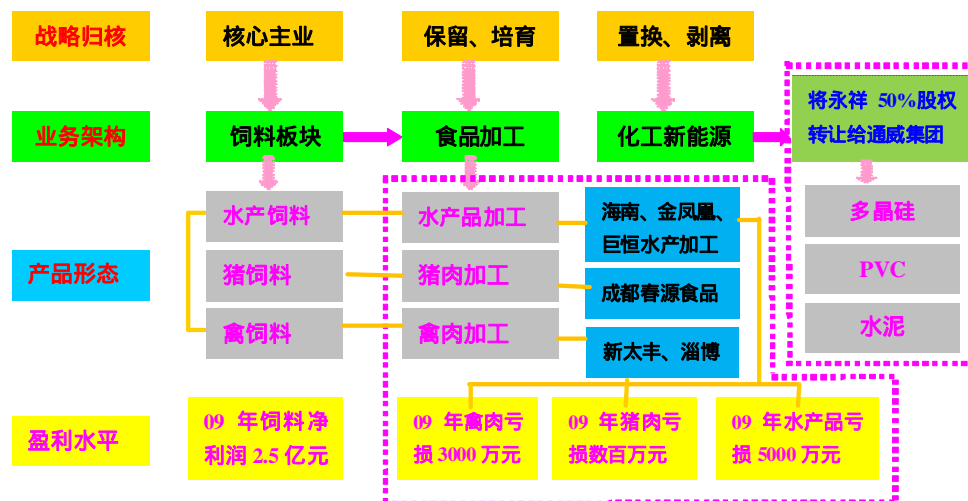 战略归核
核心主业
保留、培育
置换、剥离
业务架构
饲料板块
食品加工
化工新能源
将永祥 50%股权
转让给通威集团
产品形态
水产饲料
水产品加工
海南、金凤凰、
巨恒水产加工
多晶硅
猪饲料
猪肉加工
成都春源食品
PVC
禽饲料
禽肉加工
新太丰、淄博
水泥
盈利水平
09 年饲料净
利润 2.5 亿元
09 年禽肉亏
损 3000 万元
09 年猪肉亏
损数百万元
09 年水产品亏
损 5000 万元